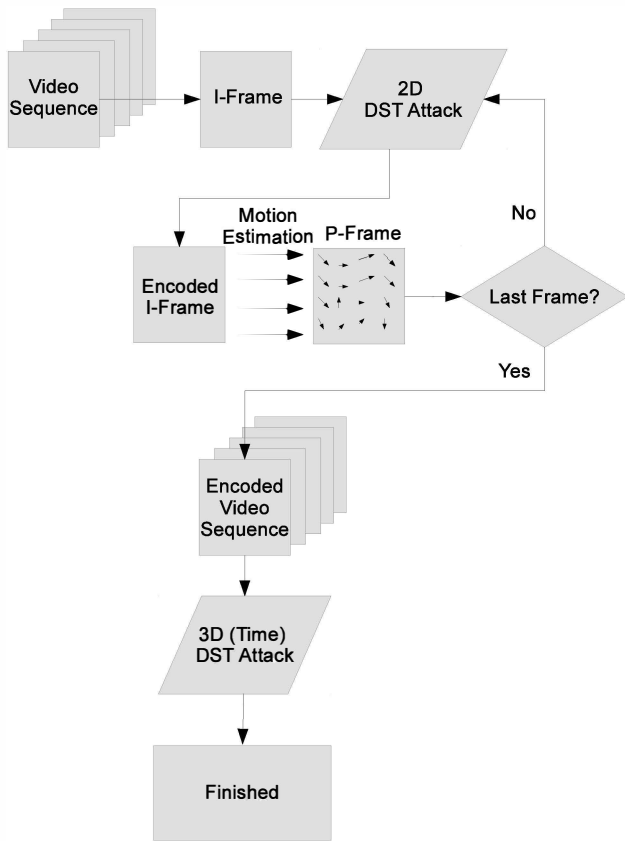 Video
Sequence
I-Frame
2D
DST Attack
No
Motion
Estimation
P-Frame
Encoded
I-Frame
Last Frame?
Yes
Encoded
Video
Sequence
3D (Time)
DST Attack
Finished